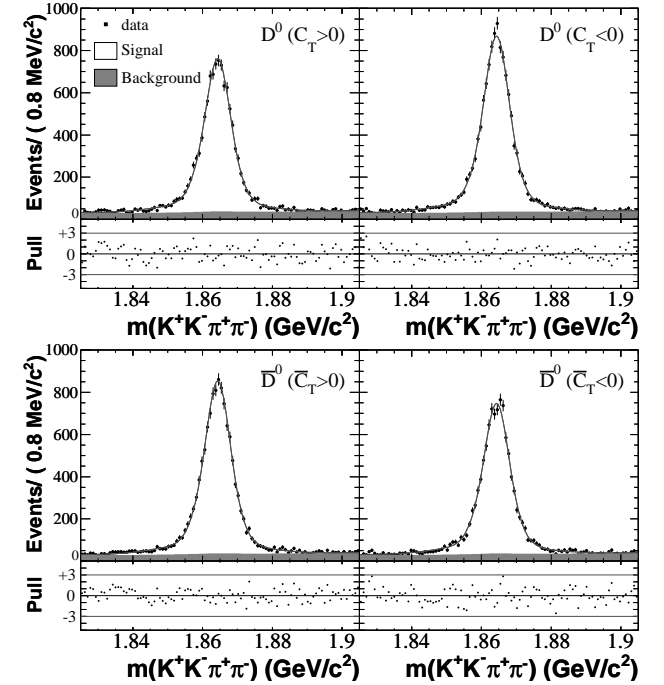 1000
800
600
400
200
0
Events/ ( 0.8 MeV/c²)
data
Signal
Background
D⁰ (C_T>0)
D⁰ (C_T<0)
Pull
+3
0
-3
1.84 1.86 1.88 1.9
1.84 1.86 1.88 1.9
m(K⁺K⁻π⁺π⁻) (GeV/c²)
m(K⁺K⁻π⁺π⁻) (GeV/c²)
1000
800
600
400
200
0
Events/ ( 0.8 MeV/c²)
D̅⁰ (C̅_T>0)
D̅⁰ (C̅_T<0)
Pull
+3
0
-3
1.84 1.86 1.88 1.9
1.84 1.86 1.88 1.9
m(K⁺K⁻π⁺π⁻) (GeV/c²)
m(K⁺K⁻π⁺π⁻) (GeV/c²)